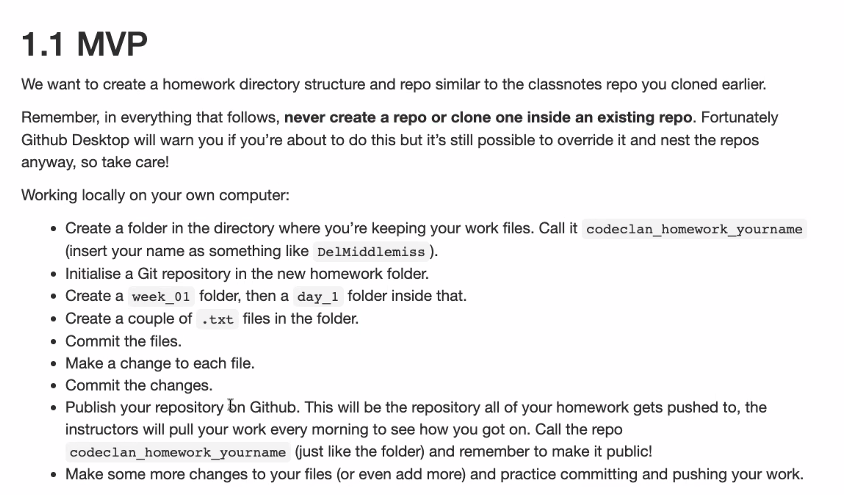 1.1 MVP
We want to create a homework directory structure and repo similar to the classnotes repo you cloned earlier.
Remember, in everything that follows, never create a repo or clone one inside an existing repo. Fortunately
Github Desktop will warn you if you’re about to do this but it’s still possible to override it and nest the repos
anyway, so take care!
Working locally on your own computer:
• Create a folder in the directory where you’re keeping your work files. Call it codeclan_homework_yourname
(insert your name as something like DelMiddlemiss ).
• Initialise a Git repository in the new homework folder.
• Create a week_01 folder, then a day_1 folder inside that.
• Create a couple of .txt files in the folder.
• Commit the files.
• Make a change to each file.
• Commit the changes.
• Publish your repository on Github. This will be the repository all of your homework gets pushed to, the
instructors will pull your work every morning to see how you got on. Call the repo
codeclan_homework_yourname (just like the folder) and remember to make it public!
• Make some more changes to your files (or even add more) and practice committing and pushing your work.